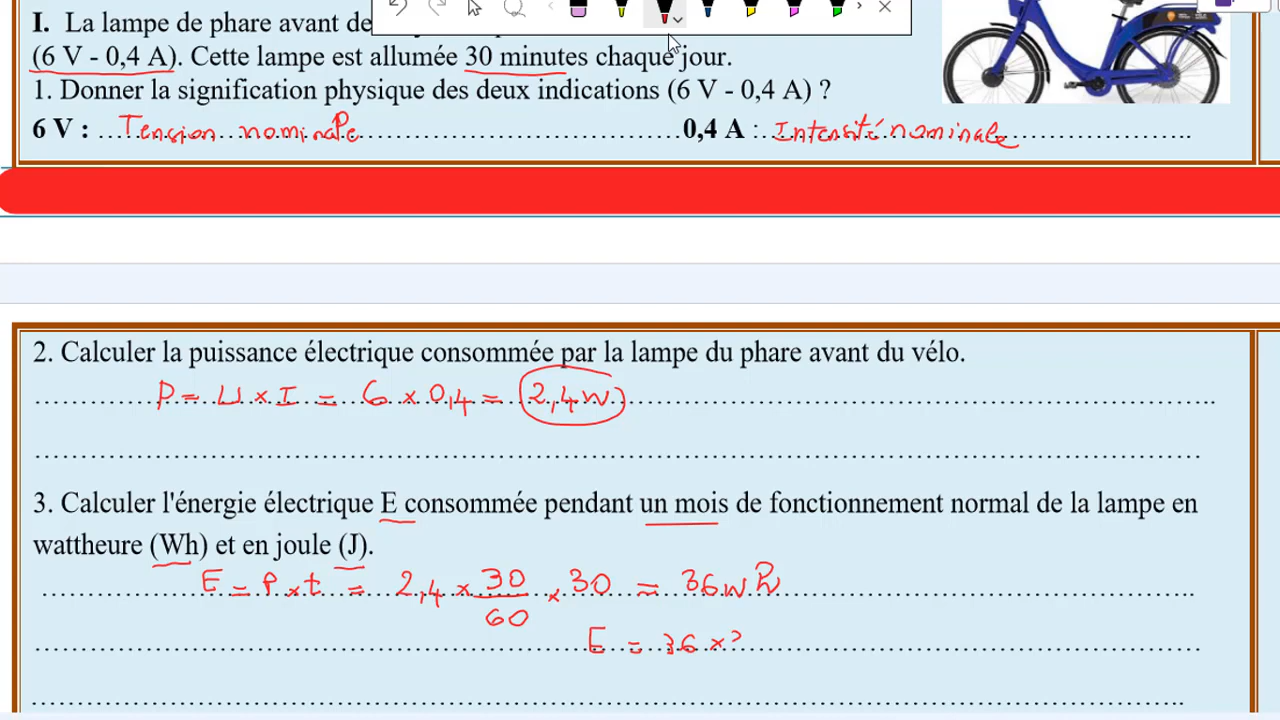 I. La lampe de phare avant de
(6 V - 0,4 A). Cette lampe est allumée 30 minutes chaque jour.
1. Donner la signification physique des deux indications (6 V - 0,4 A) ?
6 V : ...Tension nominale.......... 0,4 A : Intensité nominale..........
2. Calculer la puissance électrique consommée par la lampe du phare avant du vélo.
P = U × I = 6 × 0,4 = 2,4 W
3. Calculer l'énergie électrique E consommée pendant un mois de fonctionnement normal de la lampe en
wattheure (Wh) et en joule (J).
E = P × t = 2,4 × 30/60 × 30 = 36 wh
E = 36 ×